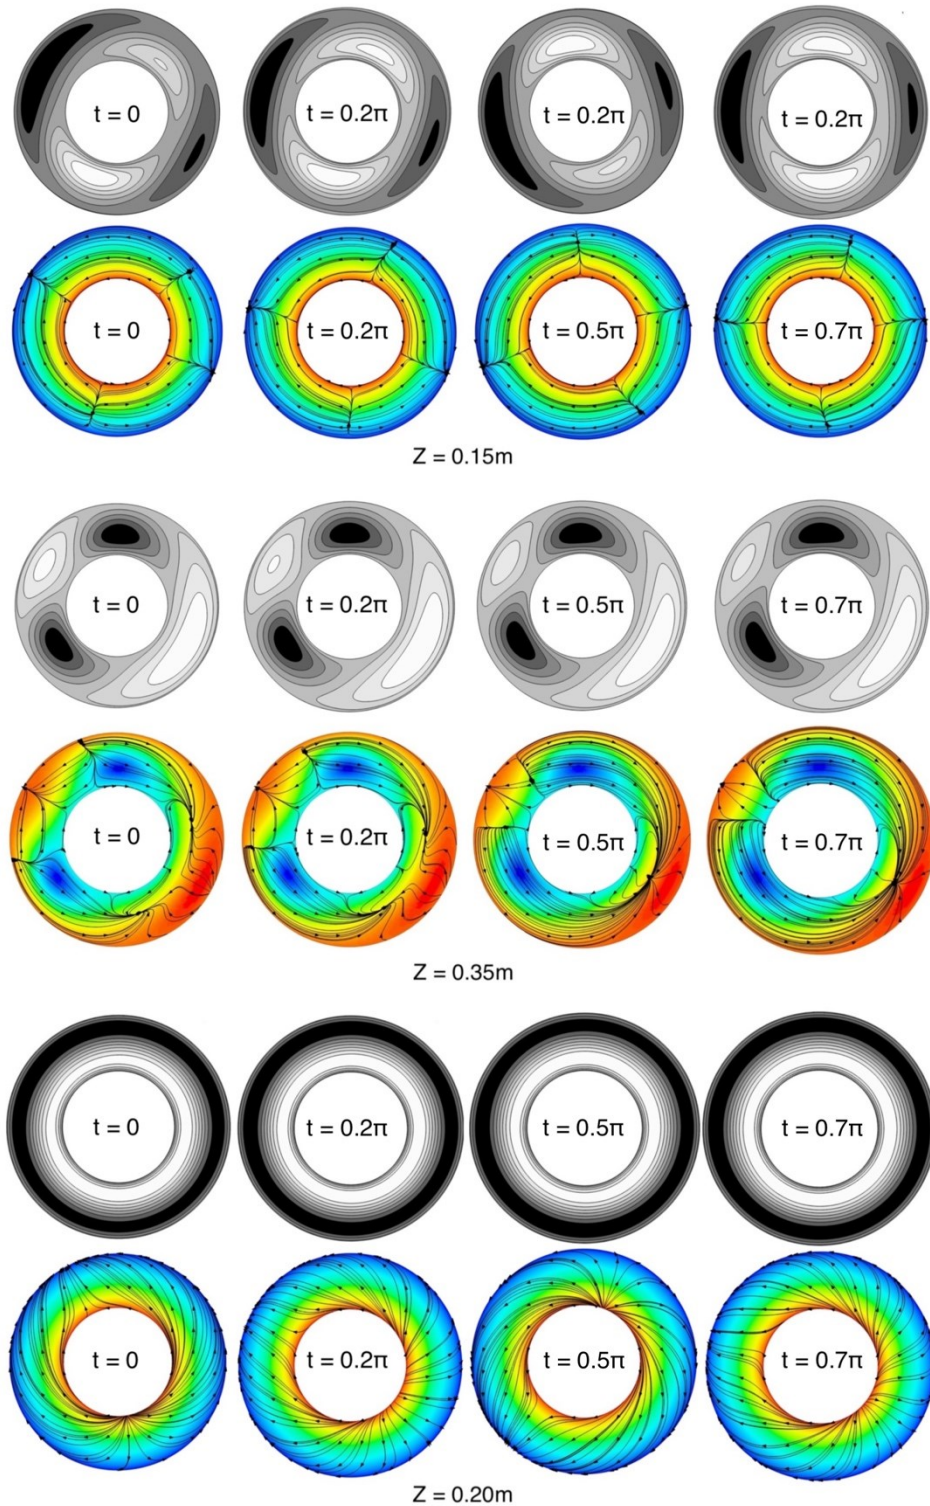 t = 0 t = 0.2π t = 0.2π t = 0.2π
t = 0 t = 0.2π t = 0.5π t = 0.7π
Z = 0.15m
t = 0 t = 0.2π t = 0.5π t = 0.7π
t = 0 t = 0.2π t = 0.5π t = 0.7π
Z = 0.35m
t = 0 t = 0.2π t = 0.5π t = 0.7π
t = 0 t = 0.2π t = 0.5π t = 0.7π
Z = 0.20m